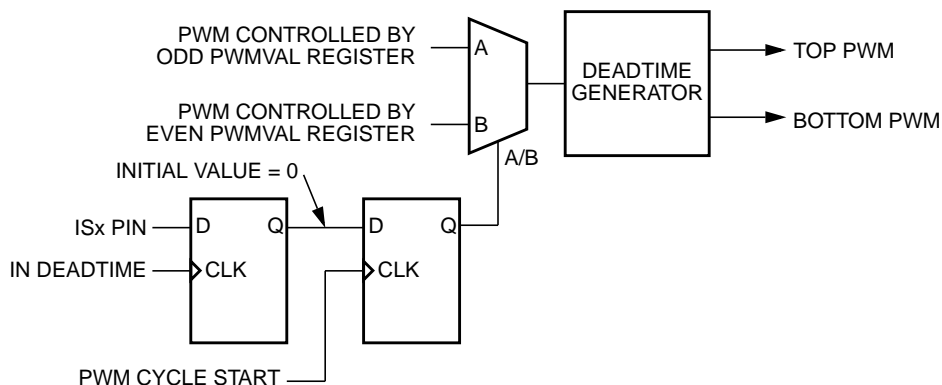 PWM CONTROLLED BY
ODD PWMVAL REGISTER
A
DEADTIME
GENERATOR
TOP PWM
PWM CONTROLLED BY
EVEN PWMVAL REGISTER
B
BOTTOM PWM
A/B
INITIAL VALUE = 0
ISx PIN
D
Q
D
Q
IN DEADTIME
CLK
CLK
PWM CYCLE START